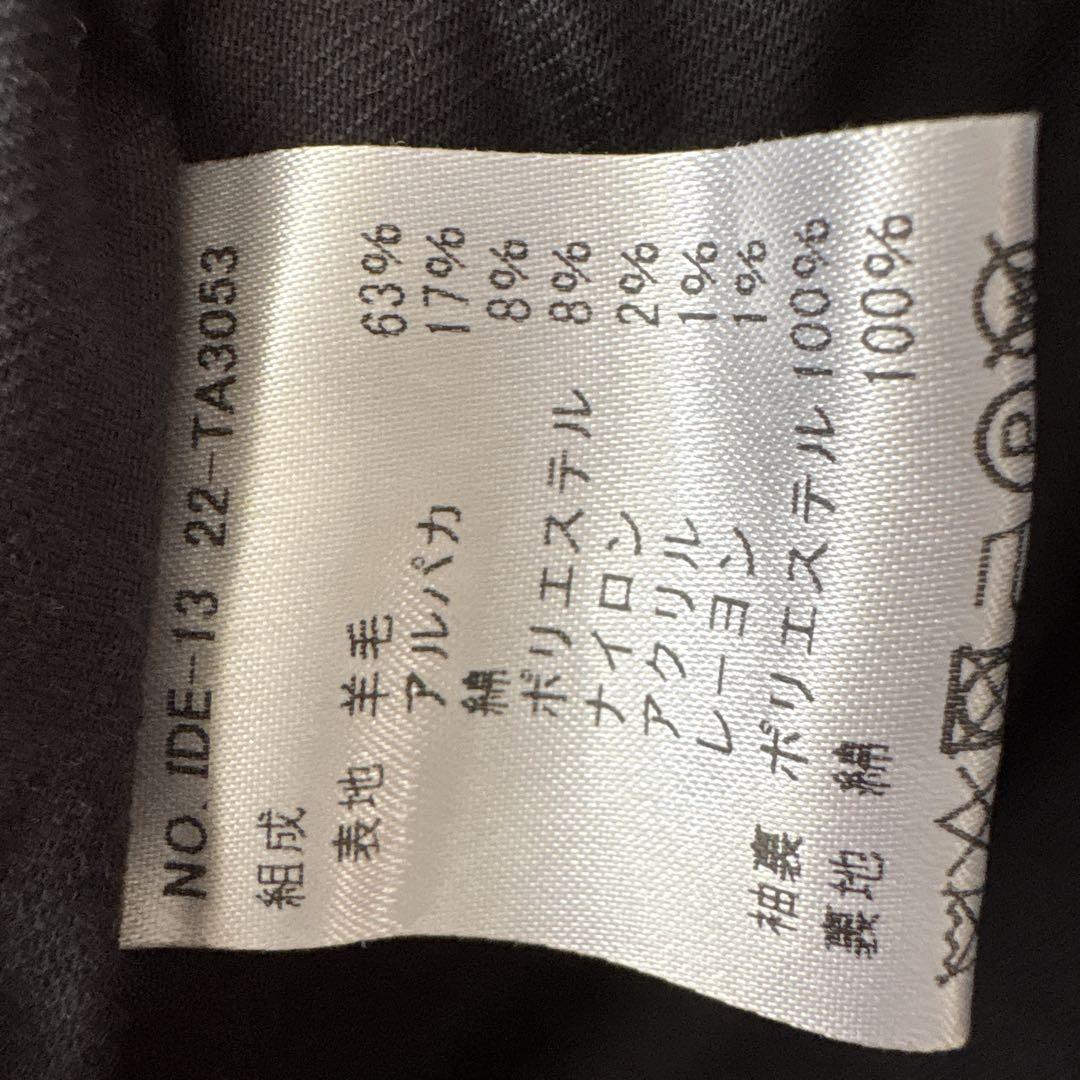 NO. IDE-13 22-TA30053
組成
表地 羊毛 63%
アルパカ 17%
綿 8%
ポリエステル 8%
ナイロン 2%
アクリル 1%
レーヨン 1%
袖裏 ポリエステル 100%
裏地 綿 100%
P